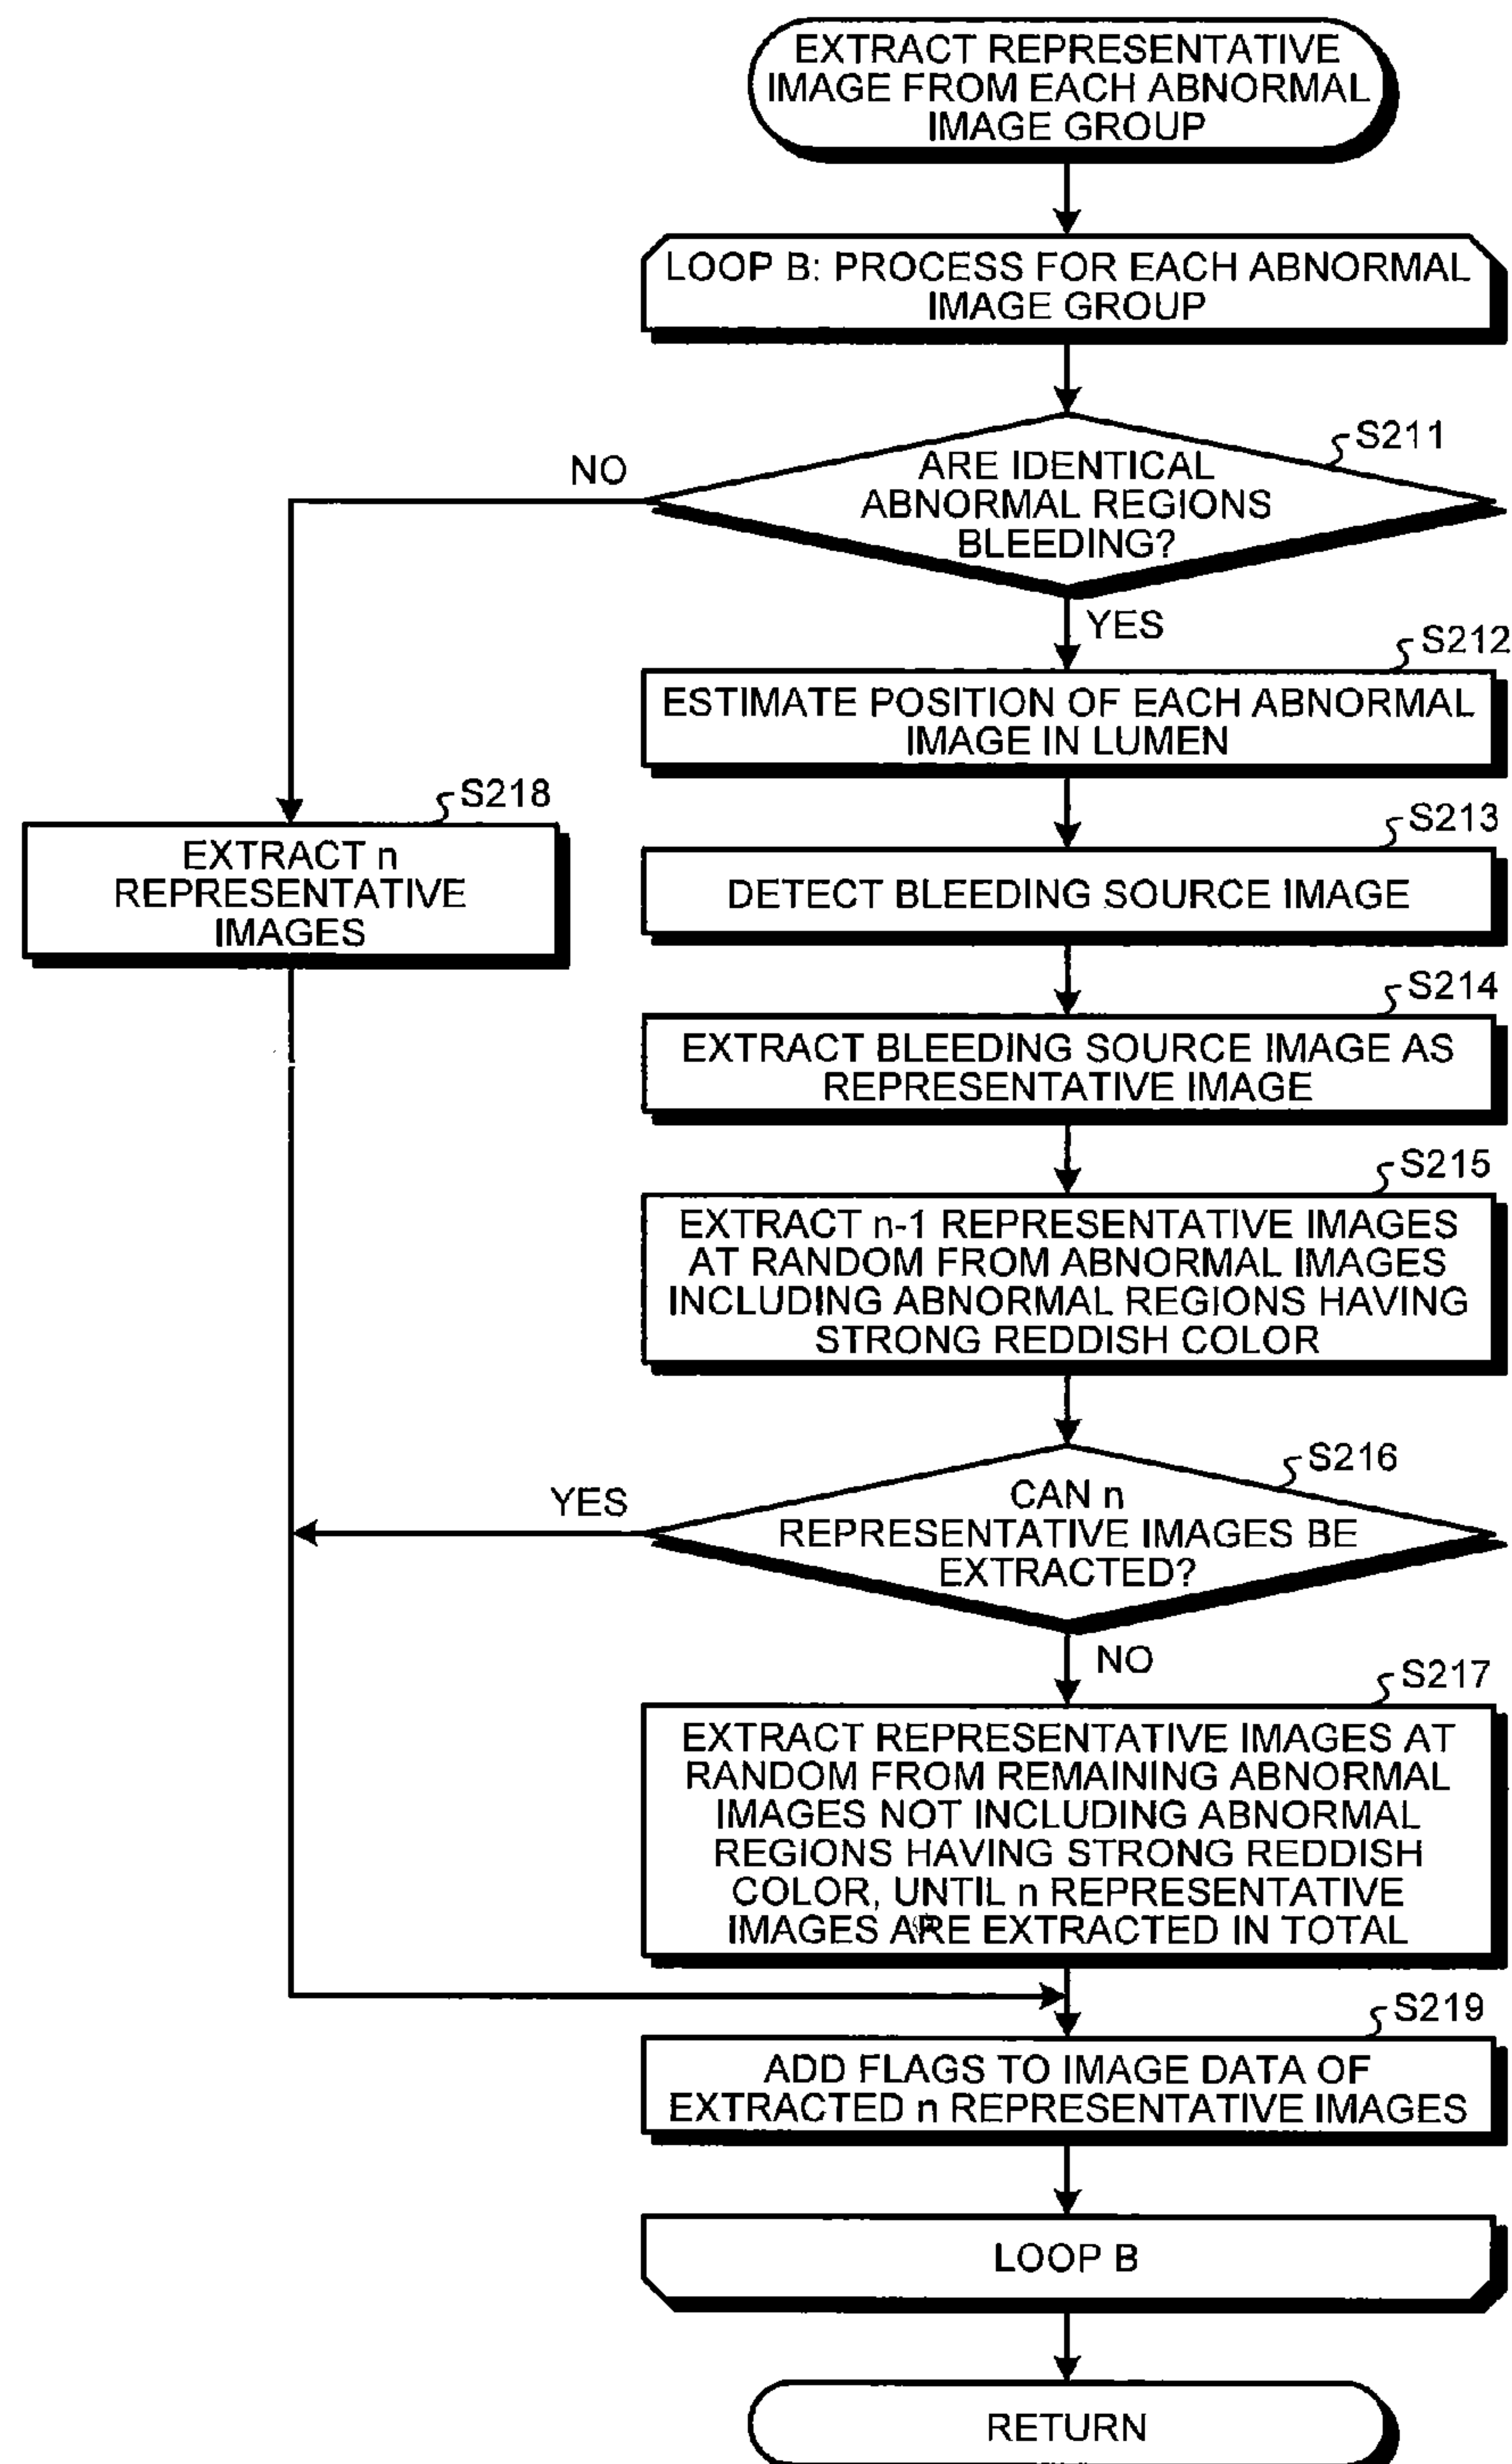 EXTRACT REPRESENTATIVE
IMAGE FROM EACH ABNORMAL
IMAGE GROUP
LOOP B: PROCESS FOR EACH ABNORMAL
IMAGE GROUP
S211
NO
ARE IDENTICAL
ABNORMAL REGIONS
BLEEDING?
YES
S212
ESTIMATE POSITION OF EACH ABNORMAL
IMAGE IN LUMEN
S218
EXTRACT n
REPRESENTATIVE
IMAGES
S213
DETECT BLEEDING SOURCE IMAGE
S214
EXTRACT BLEEDING SOURCE IMAGE AS
REPRESENTATIVE IMAGE
S215
EXTRACT n-1 REPRESENTATIVE IMAGES
AT RANDOM FROM ABNORMAL IMAGES
INCLUDING ABNORMAL REGIONS HAVING
STRONG REDDISH COLOR
S216
YES
CAN n
REPRESENTATIVE IMAGES BE
EXTRACTED?
NO
S217
EXTRACT REPRESENTATIVE IMAGES AT
RANDOM FROM REMAINING ABNORMAL
IMAGES NOT INCLUDING ABNORMAL
REGIONS HAVING STRONG REDDISH
COLOR, UNTIL n REPRESENTATIVE
IMAGES ARE EXTRACTED IN TOTAL
S219
ADD FLAGS TO IMAGE DATA OF
EXTRACTED n REPRESENTATIVE IMAGES
LOOP B
RETURN